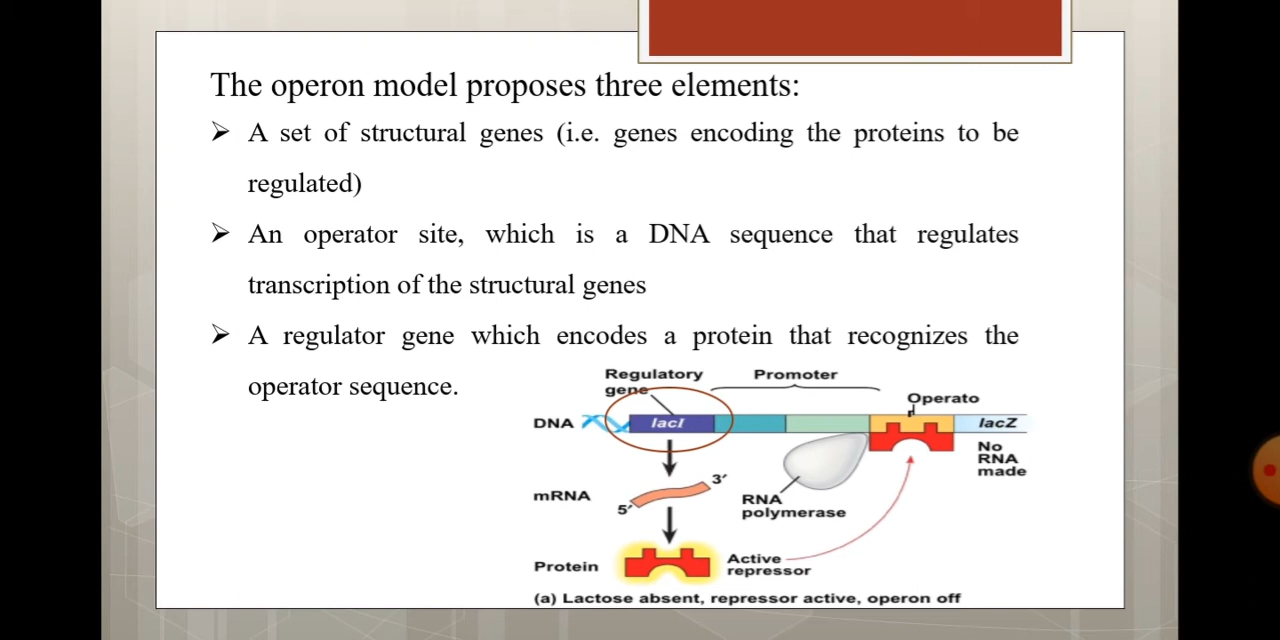 The operon model proposes three elements:
➢ A set of structural genes (i.e. genes encoding the proteins to be
regulated)
➢ An operator site, which is a DNA sequence that regulates
transcription of the structural genes
➢ A regulator gene which encodes a protein that recognizes the
operator sequence.
Regulatory
gene
Promoter
Operato
r
DNA
lacI
lacZ
No
RNA
made
mRNA
5′
3′
RNA
polymerase
Protein
Active
repressor
(a) Lactose absent, repressor active, operon off